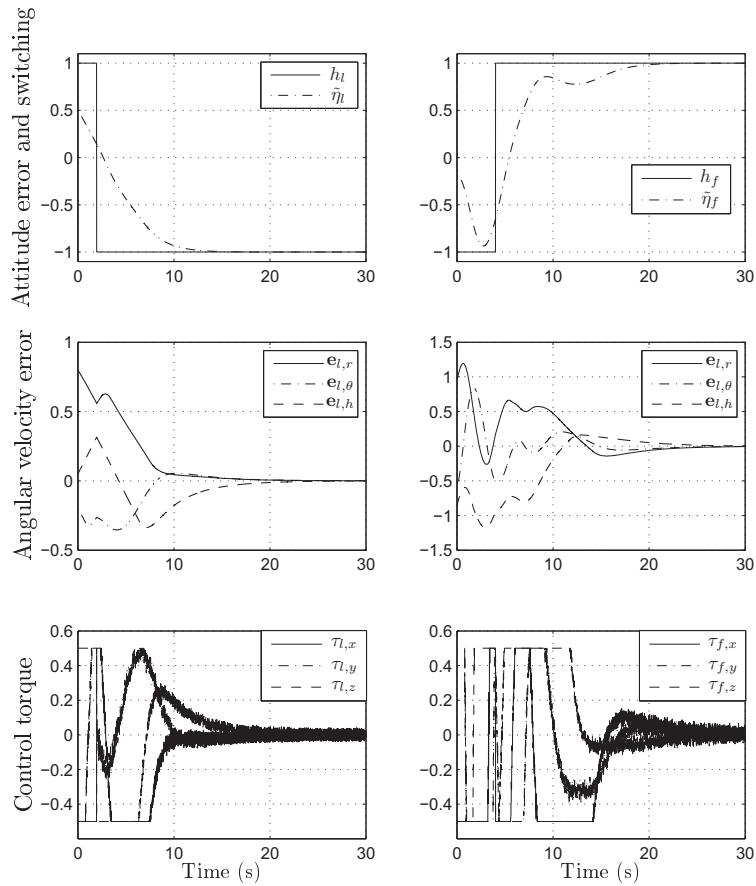 Attitude error and switching
1
0.5
0
−0.5
−1
0
10
20
30
h_l
η̃_l
1
0.5
0
−0.5
−1
0
10
20
30
h_f
η̃_f
Angular velocity error
1
0.5
0
−0.5
0
10
20
30
e_{l,r}
e_{l,θ}
e_{l,h}
1.5
1
0.5
0
−0.5
−1
−1.5
0
10
20
30
e_{l,r}
e_{l,θ}
e_{l,h}
Control torque
0.6
0.4
0.2
0
−0.2
−0.4
0
10
20
30
τ_{l,x}
τ_{l,y}
τ_{l,z}
Time (s)
0.6
0.4
0.2
0
−0.2
−0.4
0
10
20
30
τ_{f,x}
τ_{f,y}
τ_{f,z}
Time (s)